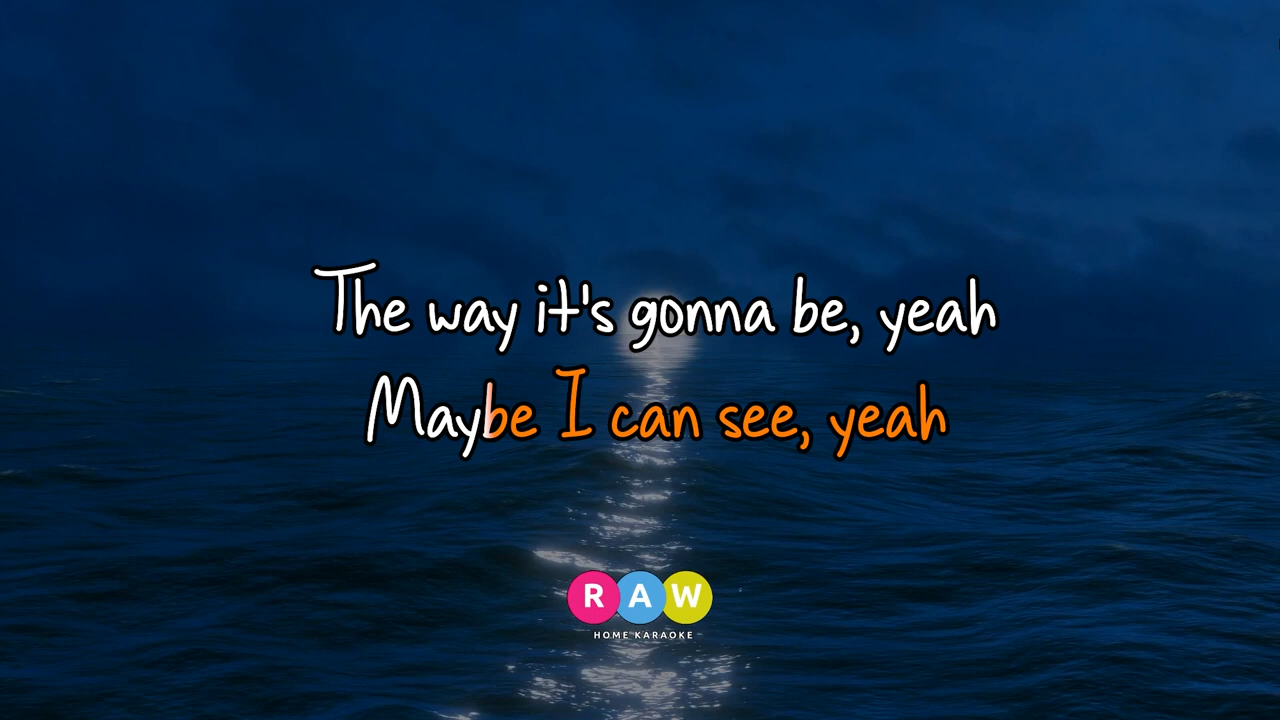 The way it's gonna be, yeah
Maybe I can see, yeah
RAW
HOME KARAOKE